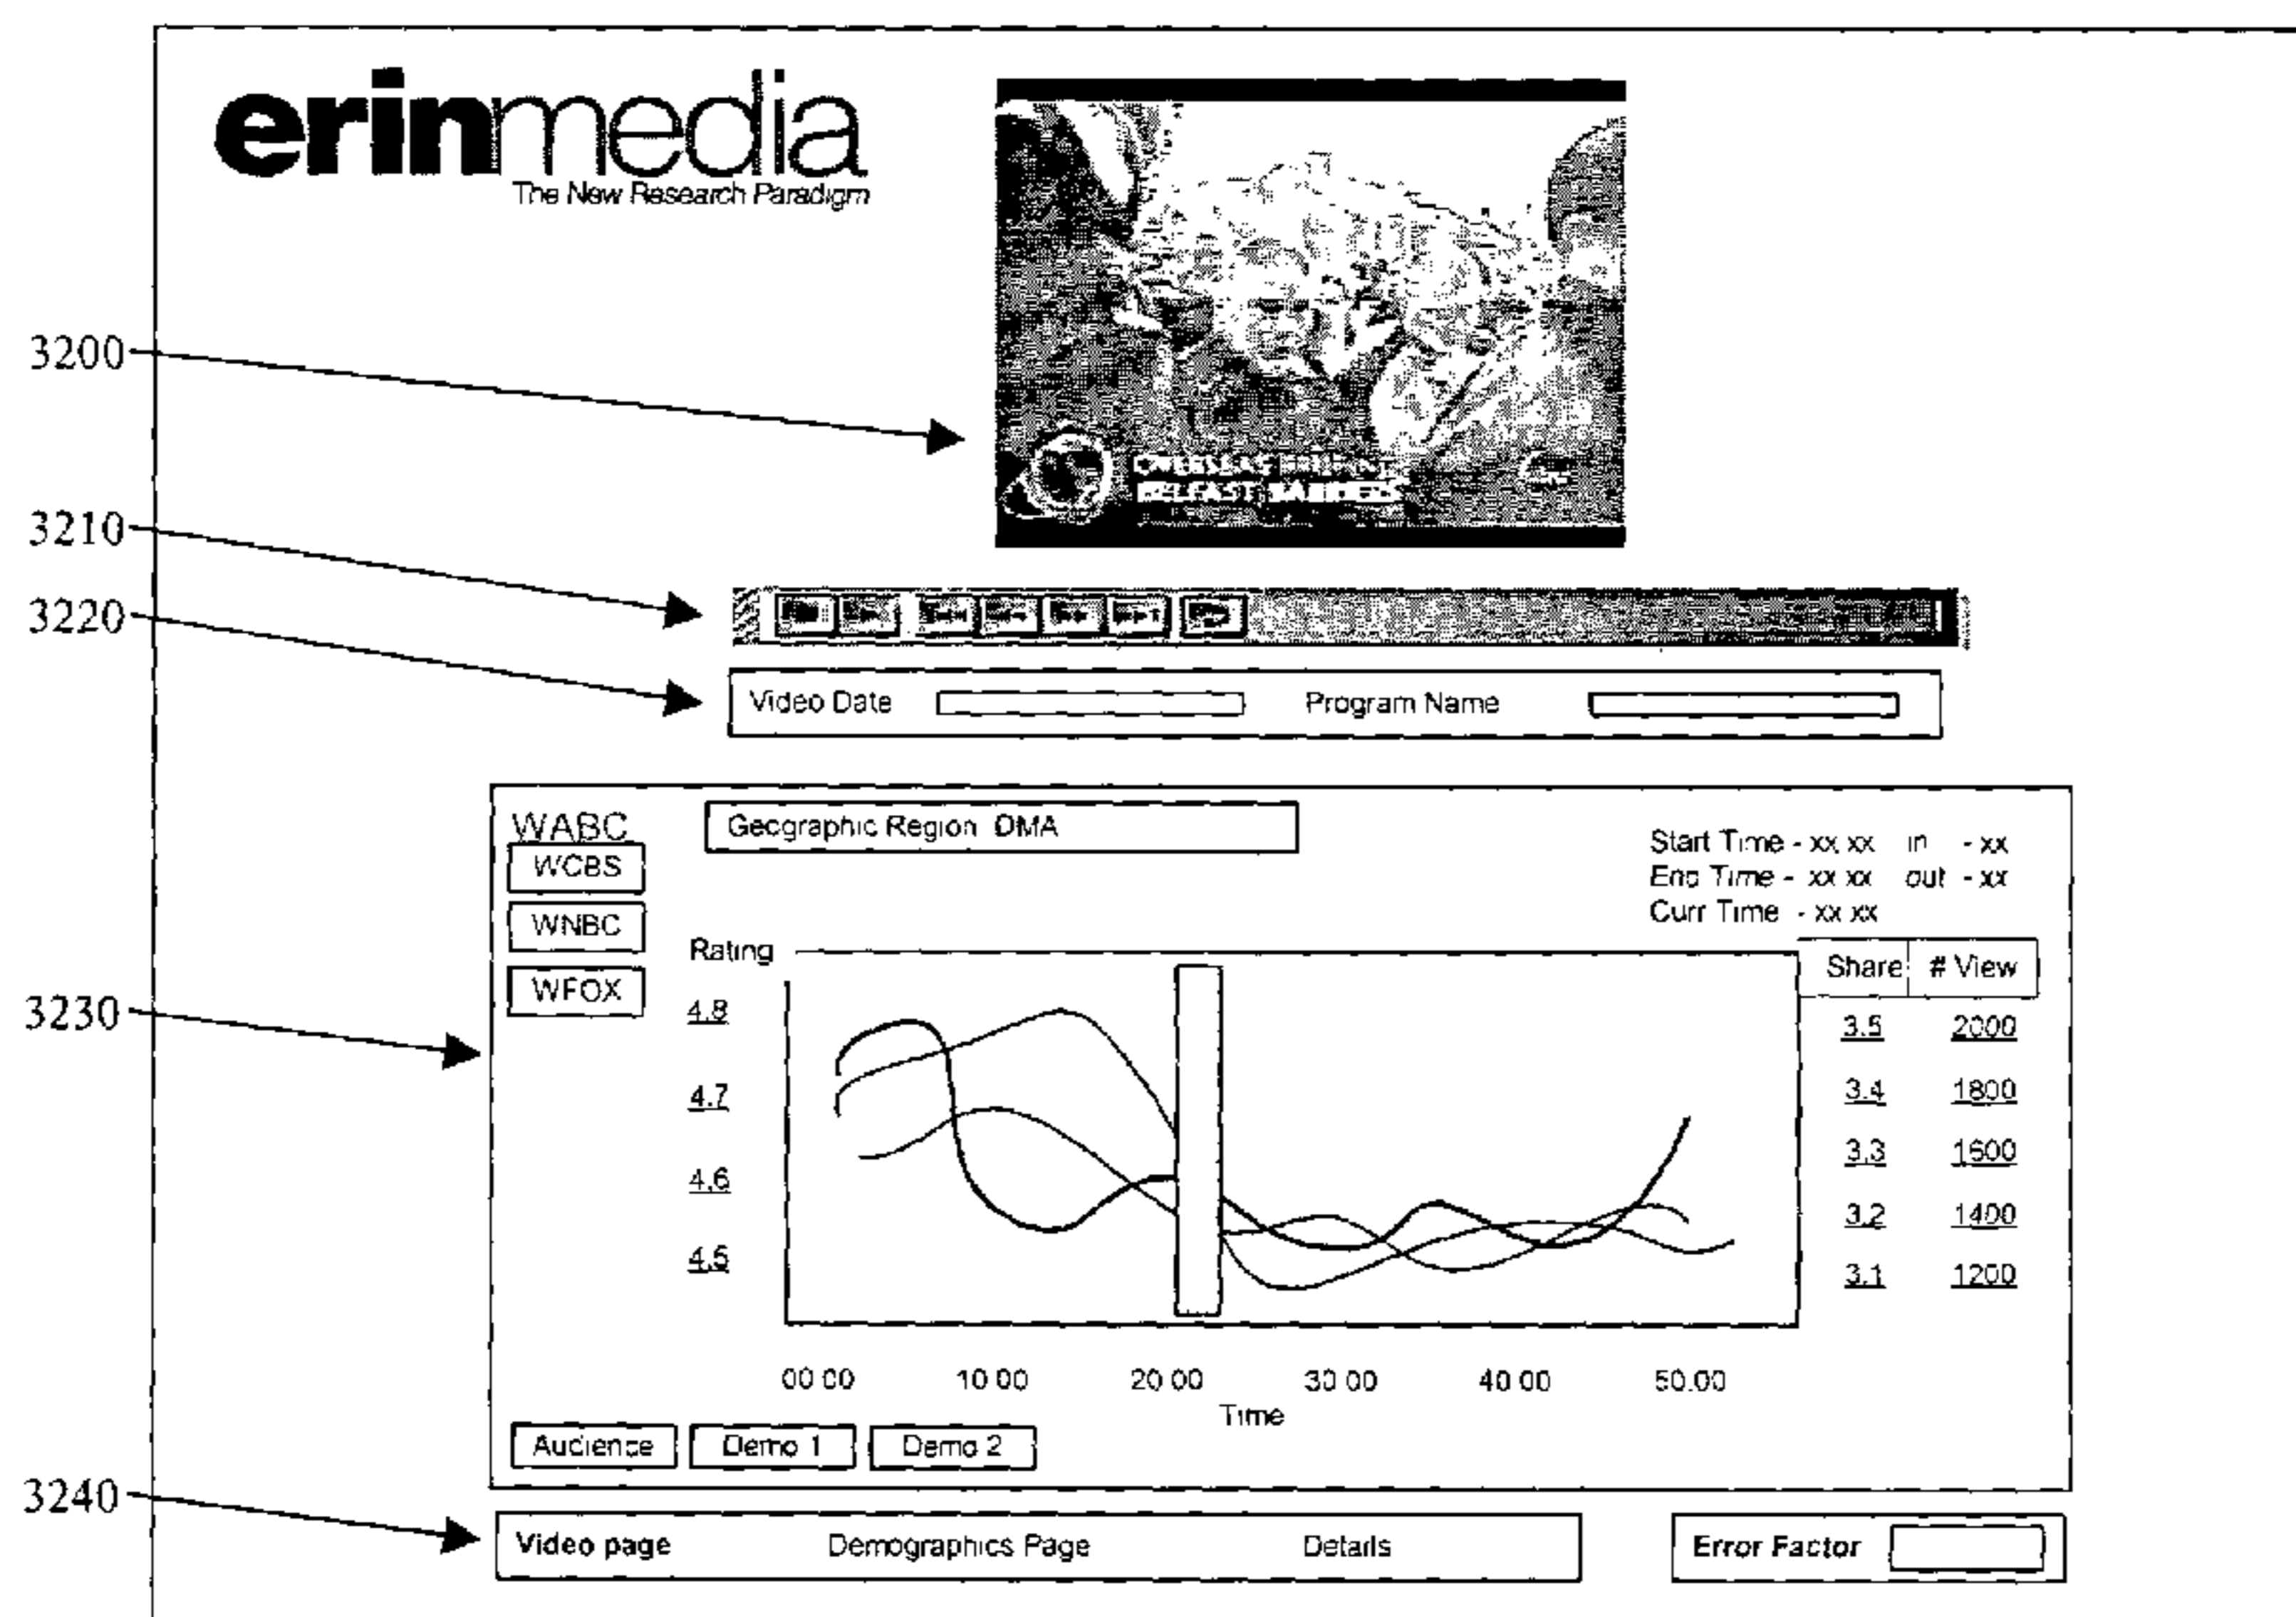 erinmedia
The New Research Paradigm
3200
3210
3220
Video Date Program Name
WABC
WCBS
WNBC
WFOX
Geographic Region DMA
Start Time - xx xx in - xx
End Time - xx xx out - xx
Curr Time - xx xx
3230
Rating
Share # View
4.8
4.7
4.6
4.5
3.5 2000
3.4 1800
3.3 1600
3.2 1400
3.1 1200
00 00 10 00 20 00 30 00 40 00 50.00
Time
Audience Demo 1 Demo 2
3240
Video page Demographics Page Details Error Factor